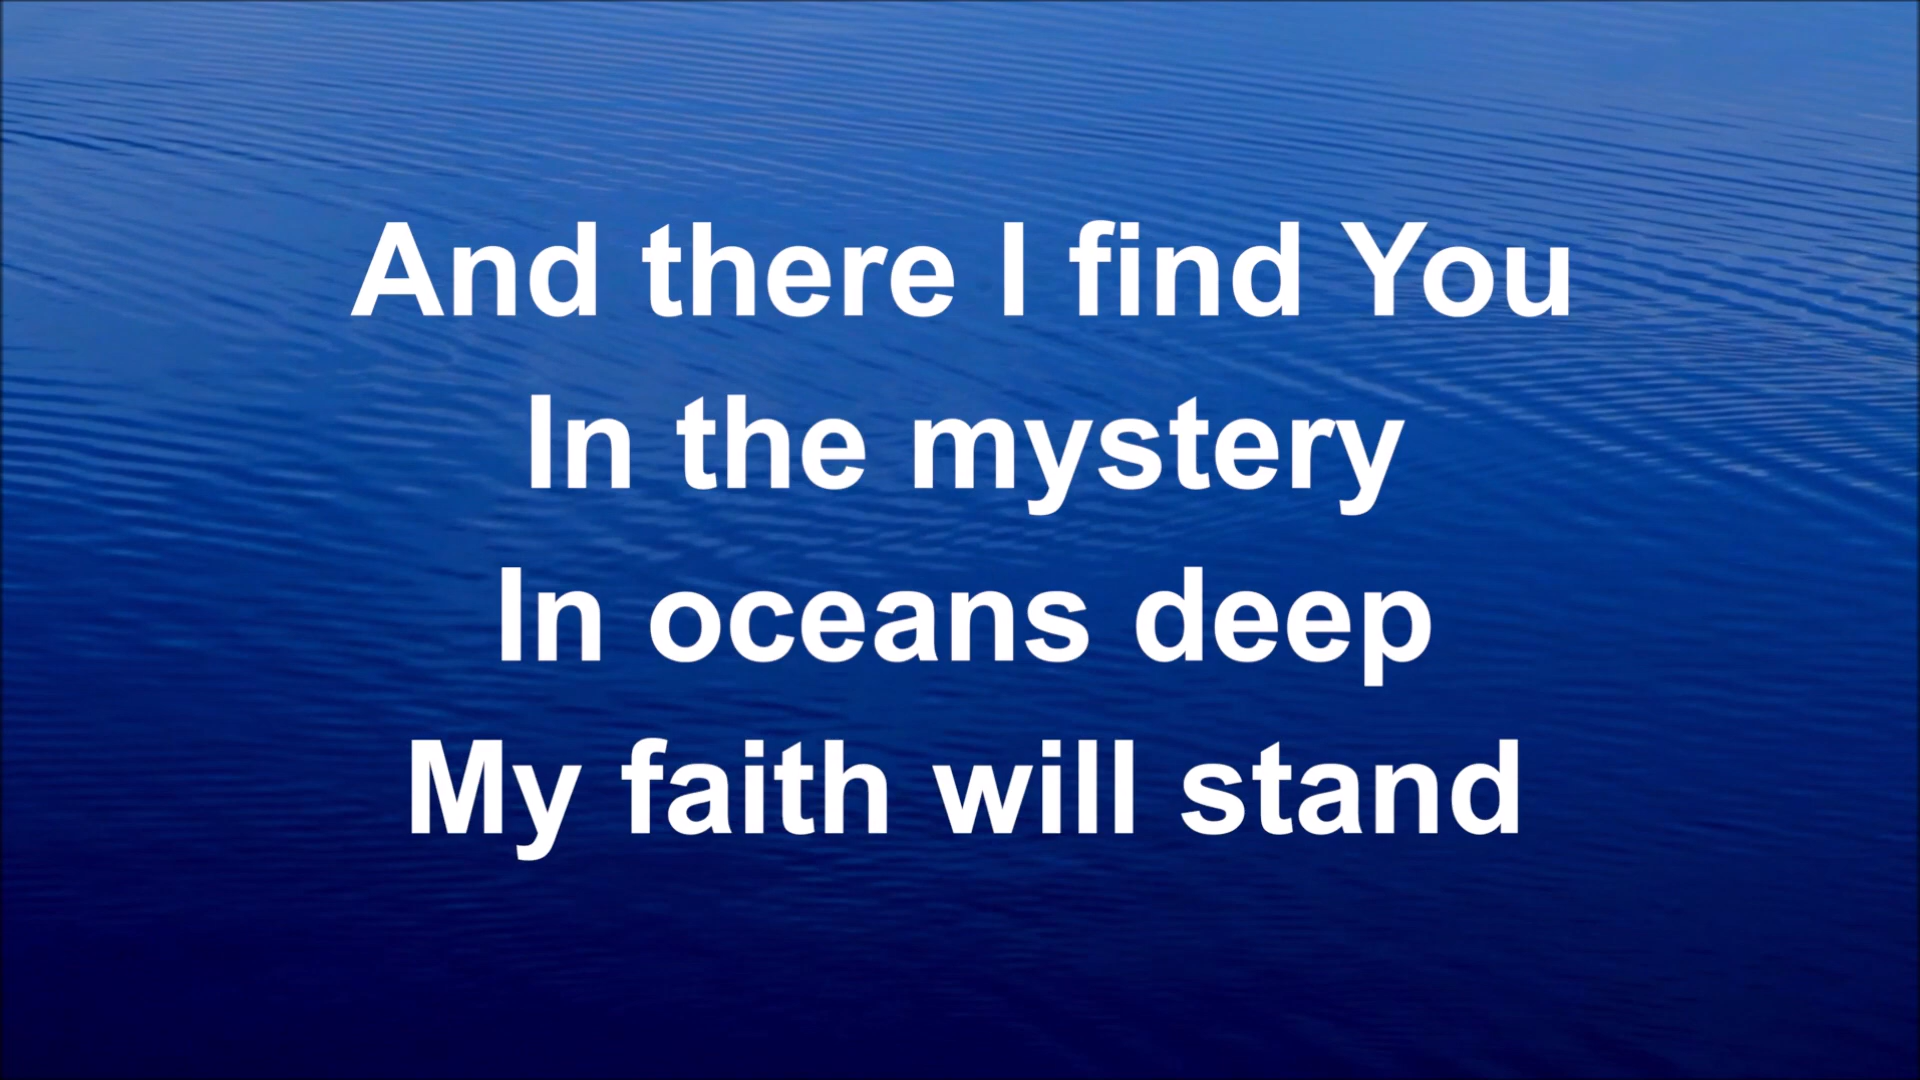 And there I find You
In the mystery
In oceans deep
My faith will stand